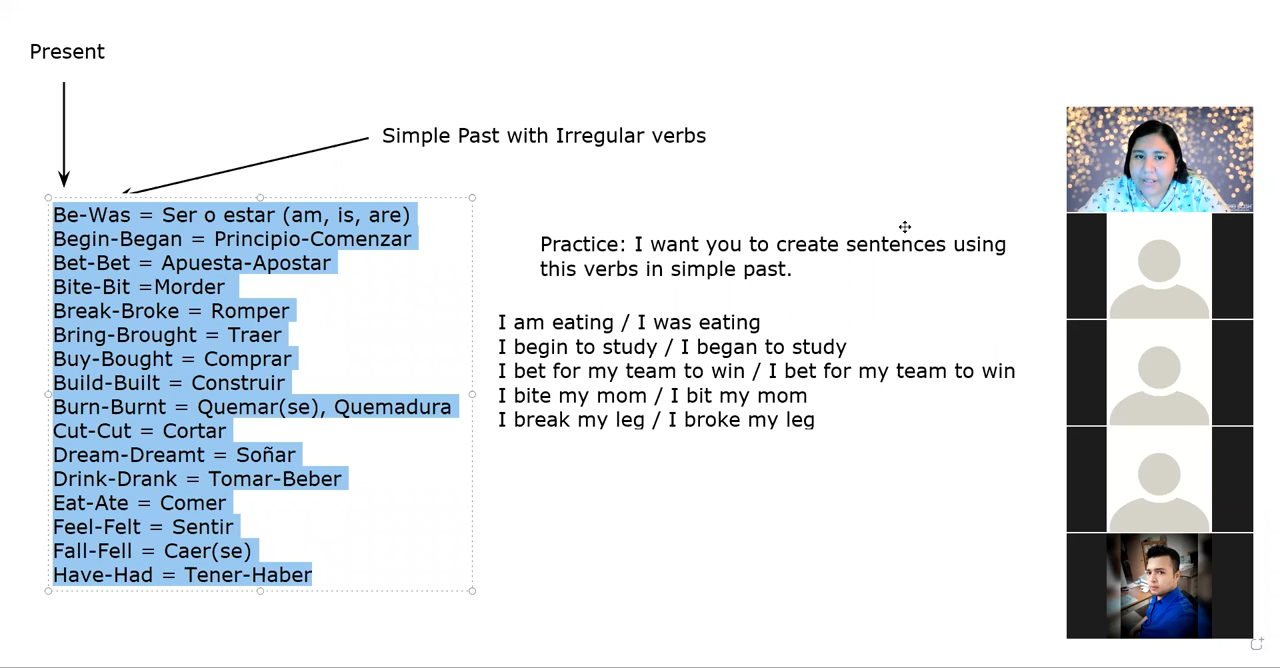 Present
Simple Past with Irregular verbs
Be-Was = Ser o estar (am, is, are)
Begin-Began = Principio-Comenzar
Bet-Bet = Apuesta-Apostar
Bite-Bit =Morder
Break-Broke = Romper
Bring-Brought = Traer
Buy-Bought = Comprar
Build-Built = Construir
Burn-Burnt = Quemar(se), Quemadura
Cut-Cut = Cortar
Dream-Dreamt = Soñar
Drink-Drank = Tomar-Beber
Eat-Ate = Comer
Feel-Felt = Sentir
Fall-Fell = Caer(se)
Have-Had = Tener-Haber
Practice: I want you to create sentences using
this verbs in simple past.
I am eating / I was eating
I begin to study / I began to study
I bet for my team to win / I bet for my team to win
I bite my mom / I bit my mom
I break my leg / I broke my leg